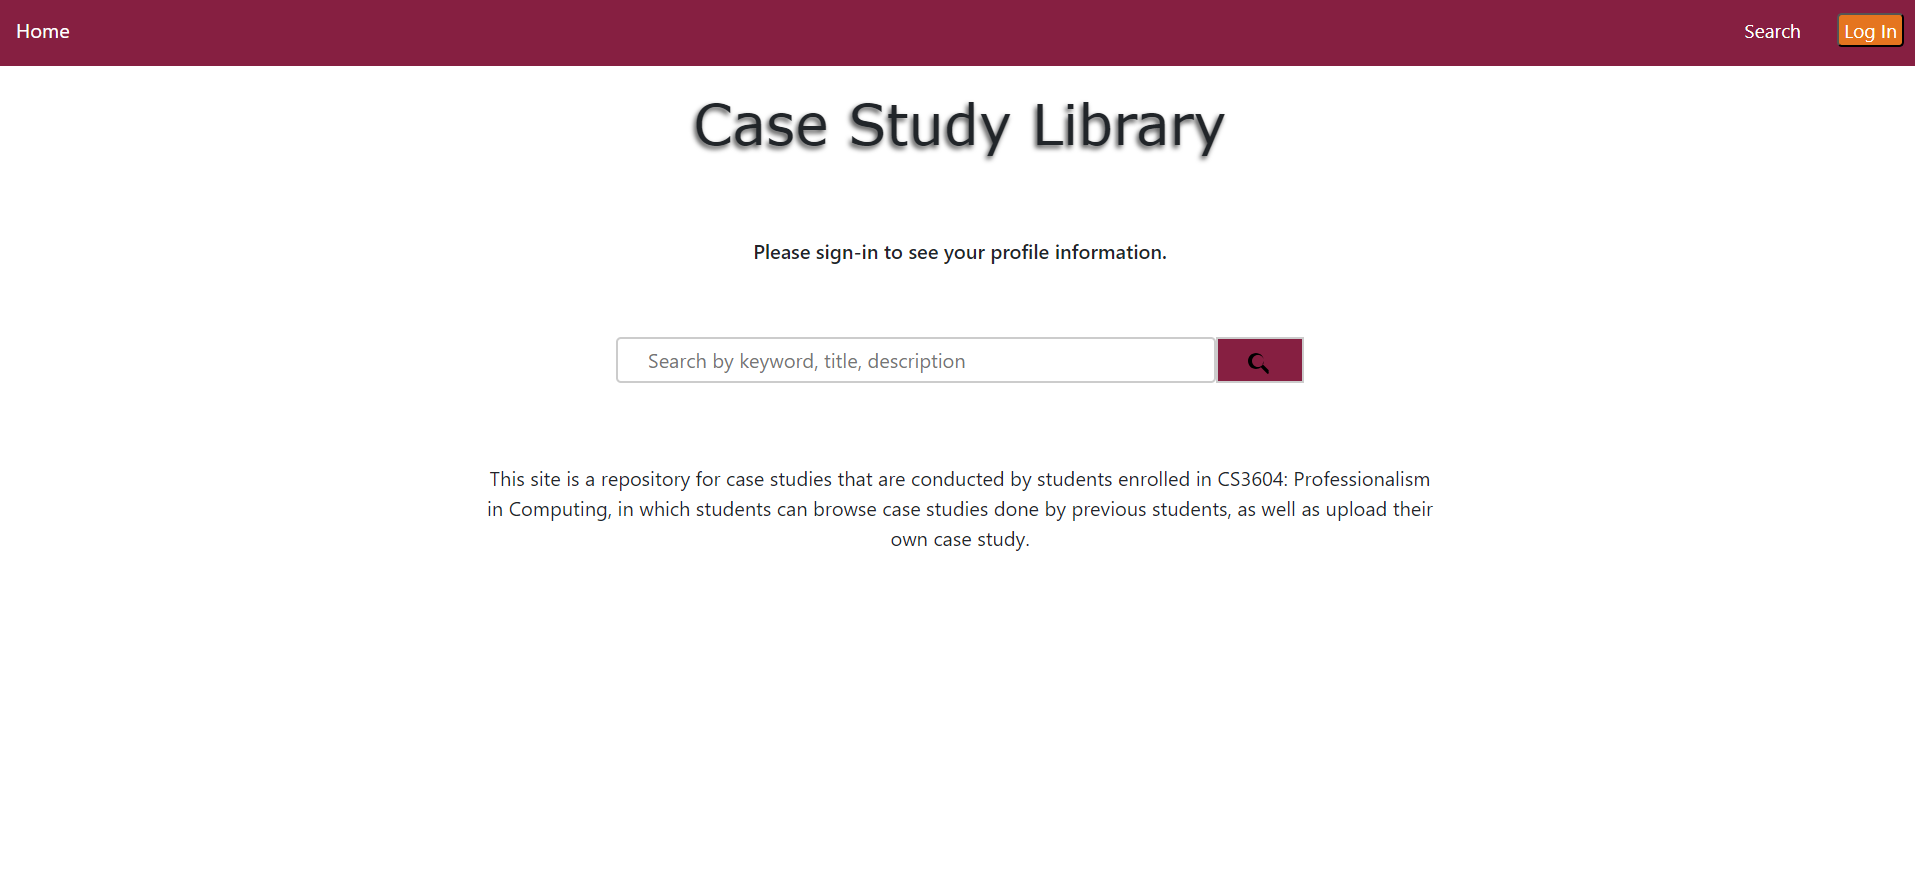 Home
Search
Log In
Case Study Library
Please sign-in to see your profile information.
Search by keyword, title, description
This site is a repository for case studies that are conducted by students enrolled in CS3604: Professionalism
in Computing, in which students can browse case studies done by previous students, as well as upload their
own case study.